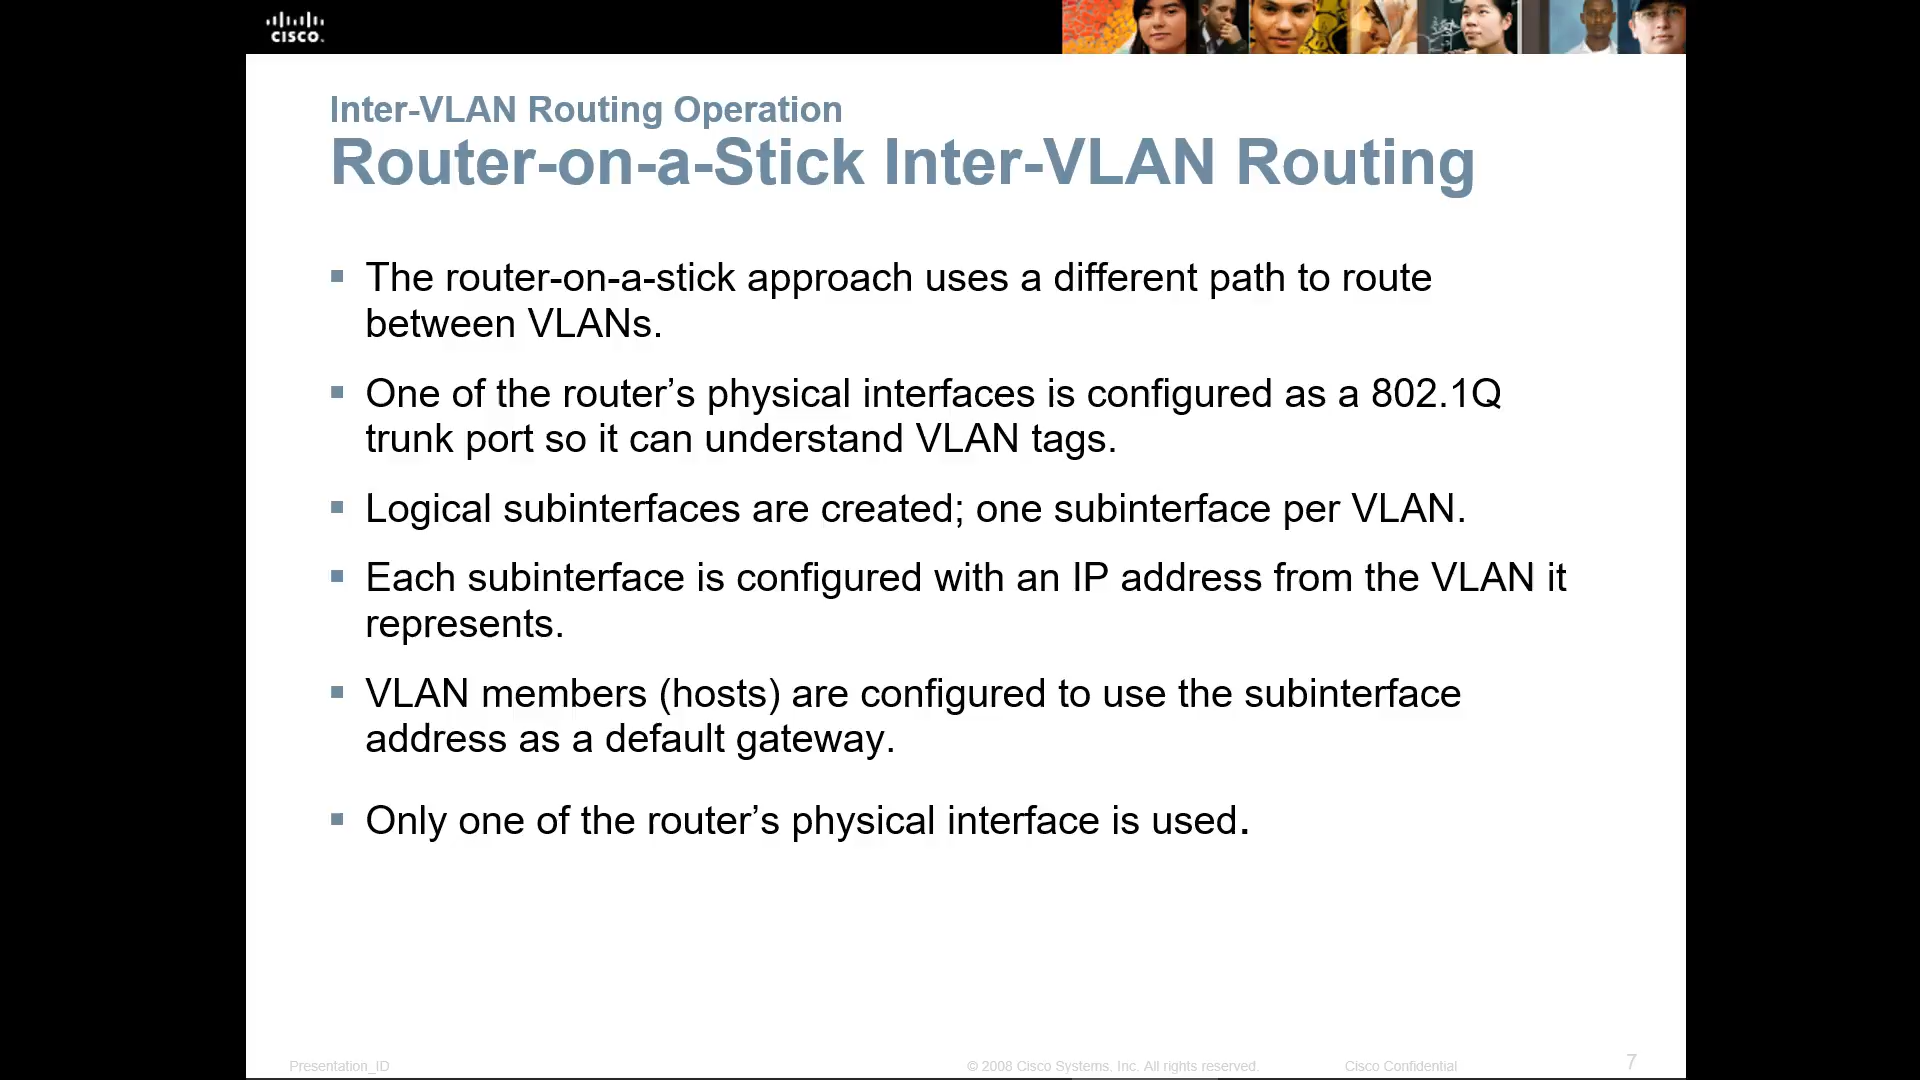 CISCO.
Inter-VLAN Routing Operation
Router-on-a-Stick Inter-VLAN Routing
The router-on-a-stick approach uses a different path to route
between VLANs.
One of the router’s physical interfaces is configured as a 802.1Q
trunk port so it can understand VLAN tags.
Logical subinterfaces are created; one subinterface per VLAN.
Each subinterface is configured with an IP address from the VLAN it
represents.
VLAN members (hosts) are configured to use the subinterface
address as a default gateway.
Only one of the router’s physical interface is used.
Presentation_ID © 2008 Cisco Systems, Inc. All rights reserved. Cisco Confidential 7